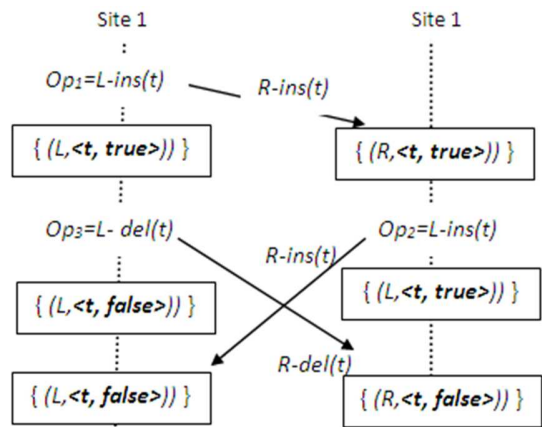 Site 1 Site 1
Op1=L-ins(t)
R-ins(t)
{ (L,<t, true>)) }
{ (R,<t, true>)) }
Op3=L- del(t)
Op2=L-ins(t)
R-ins(t)
{ (L,<t, false>)) }
{ (L,<t, true>)) }
R-del(t)
{ (L,<t, false>)) }
{ (R,<t, false>)) }